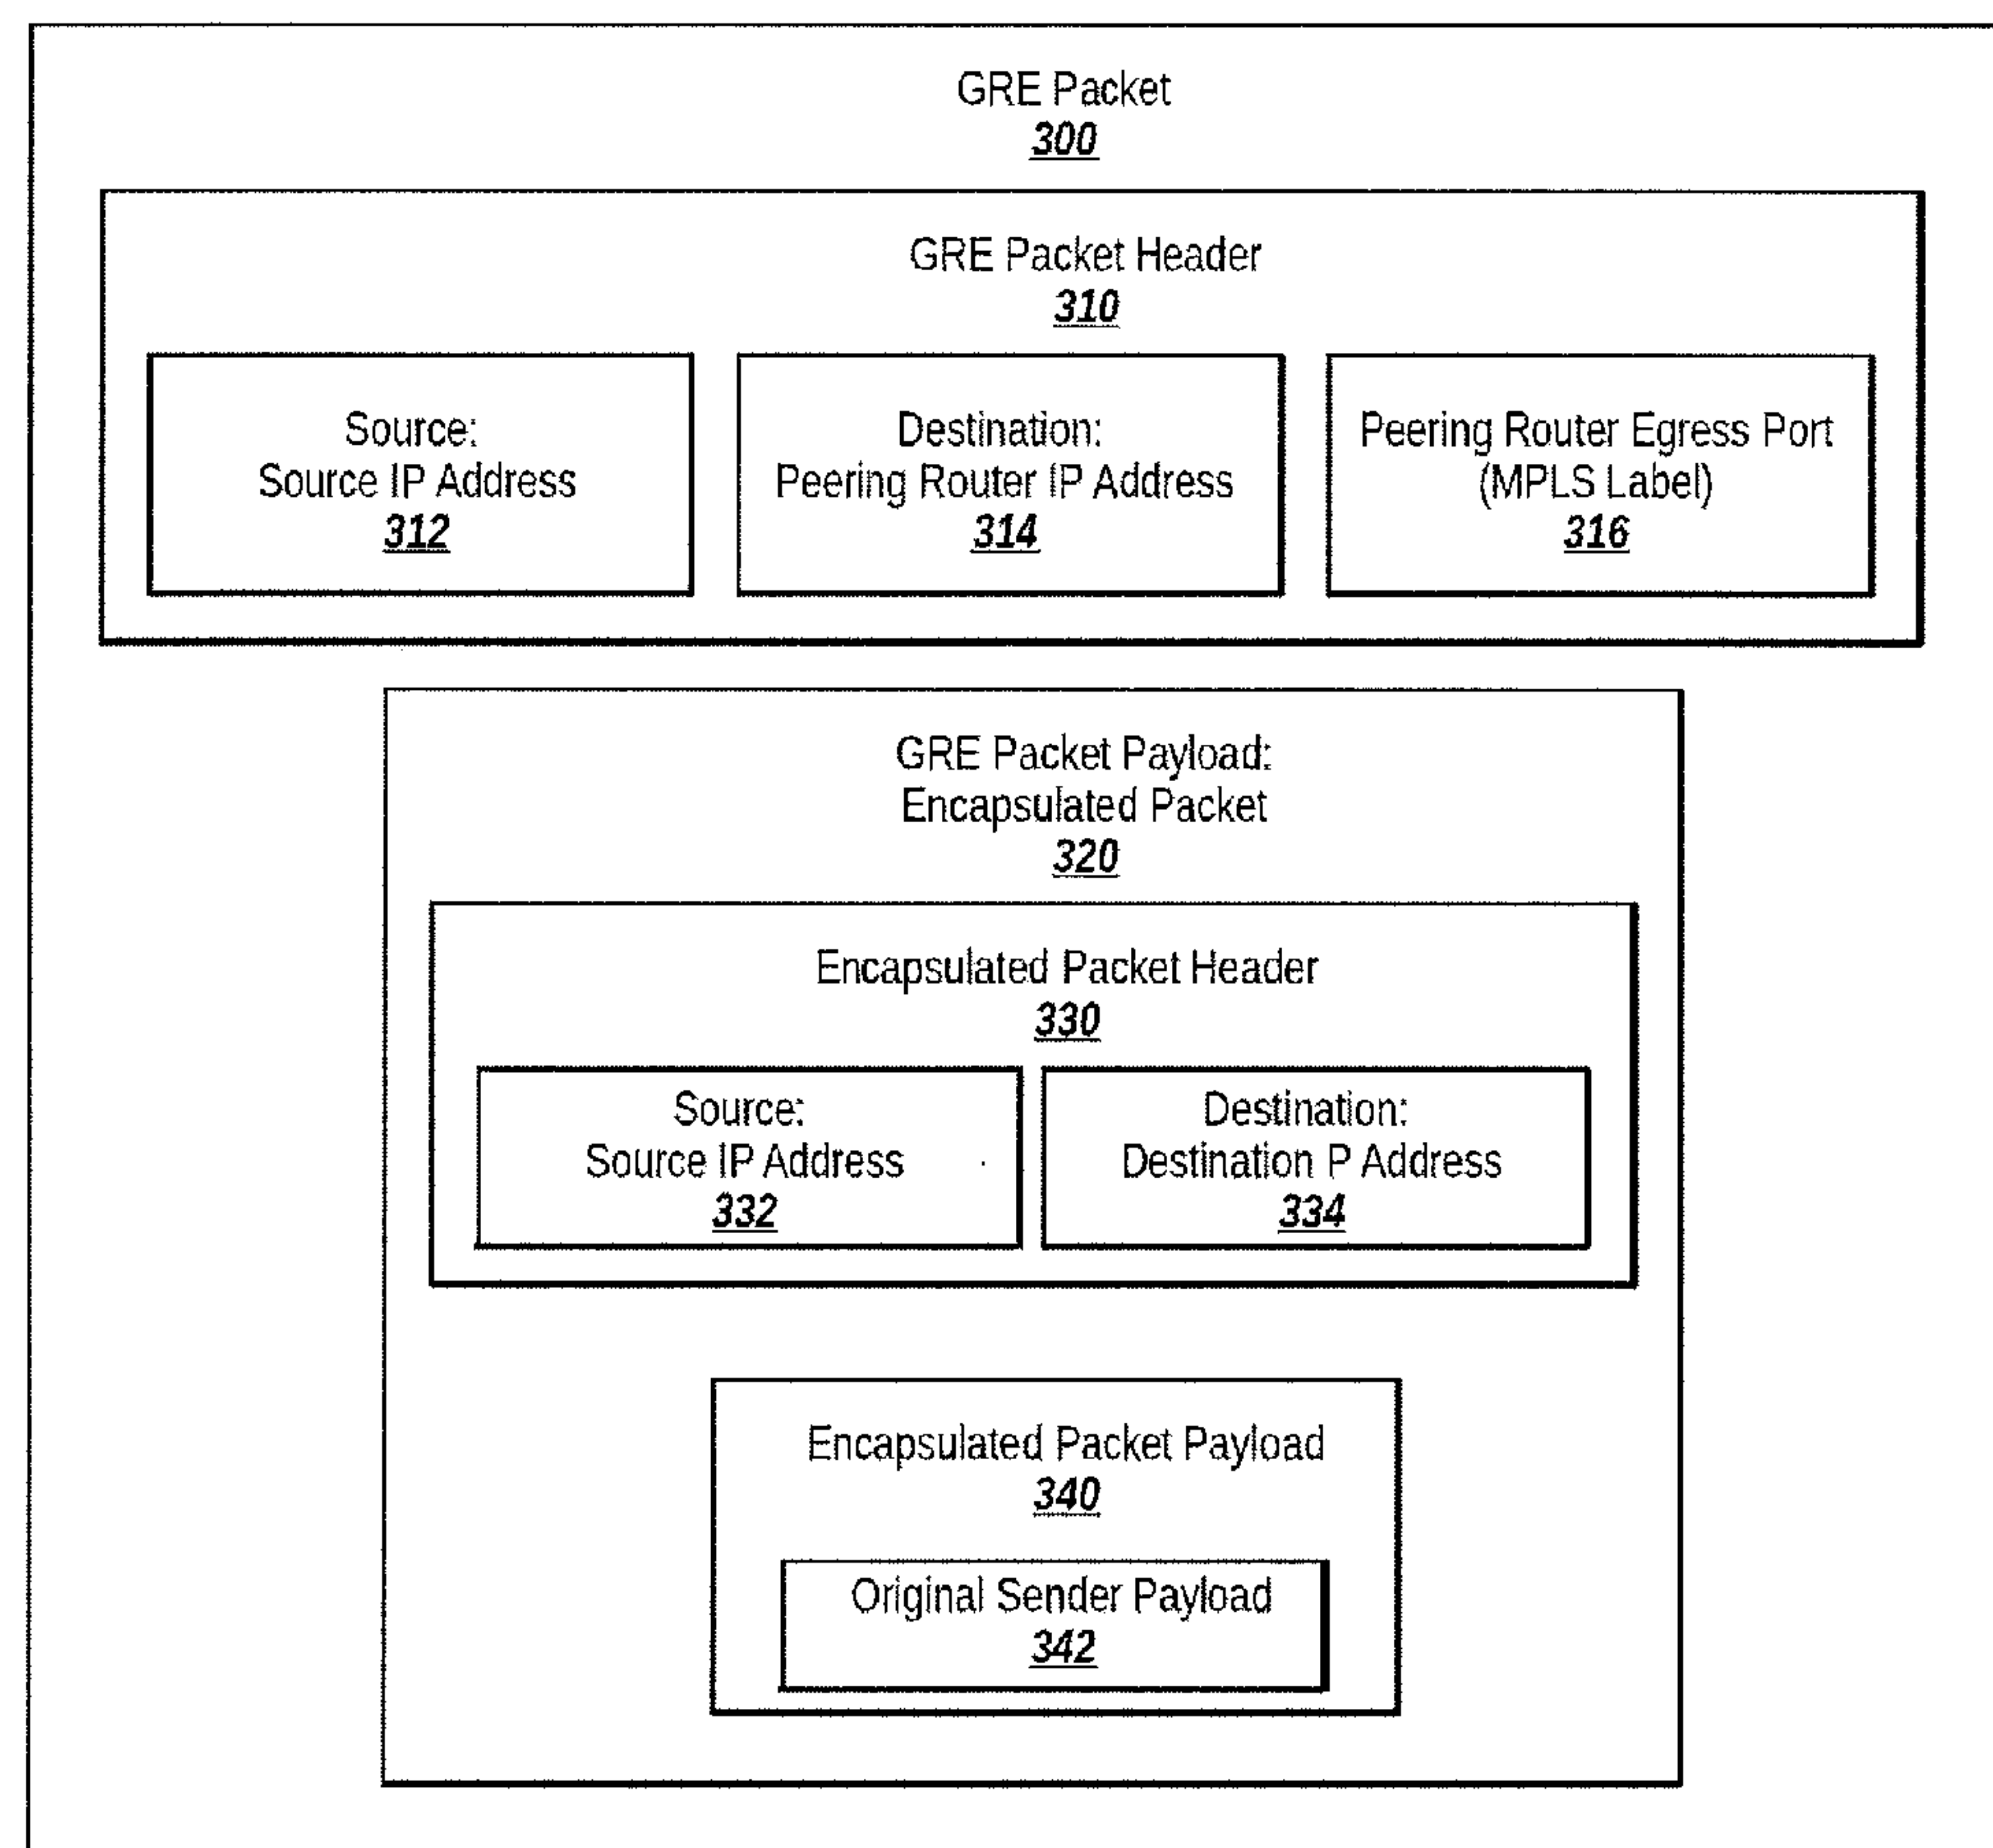 GRE Packet
300
GRE Packet Header
310
Source:
Source IP Address
312
Destination:
Peering Router IP Address
314
Peering Router Egress Port
(MPLS Label)
316
GRE Packet Payload:
Encapsulated Packet
320
Encapsulated Packet Header
330
Source:
Source IP Address
332
Destination:
Destination P Address
334
Encapsulated Packet Payload
340
Original Sender Payload
342